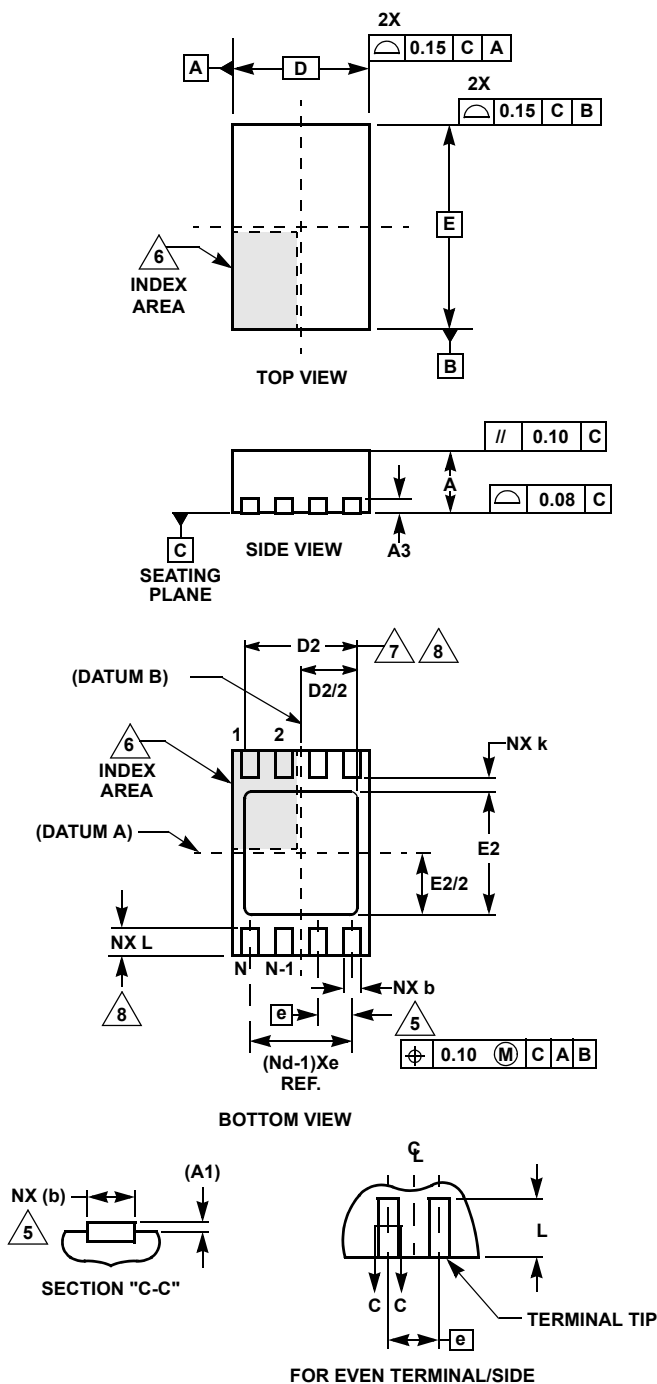 2X
0.15 C A
A
D
2X
0.15 C B
E
6
INDEX
AREA
B
TOP VIEW
// 0.10 C
A
0.08 C
C
SEATING
PLANE
SIDE VIEW
A3
D2
7
8
(DATUM B)
D2/2
1 2
6
INDEX
AREA
NX k
(DATUM A)
E2
E2/2
NX L
N N-1
8
NX b
5
e
(Nd-1)Xe
REF.
⌖ 0.10 Ⓜ C A B
BOTTOM VIEW
(A1)
NX (b)
5
SECTION "C-C"
CL
L
C C
TERMINAL TIP
e
FOR EVEN TERMINAL/SIDE